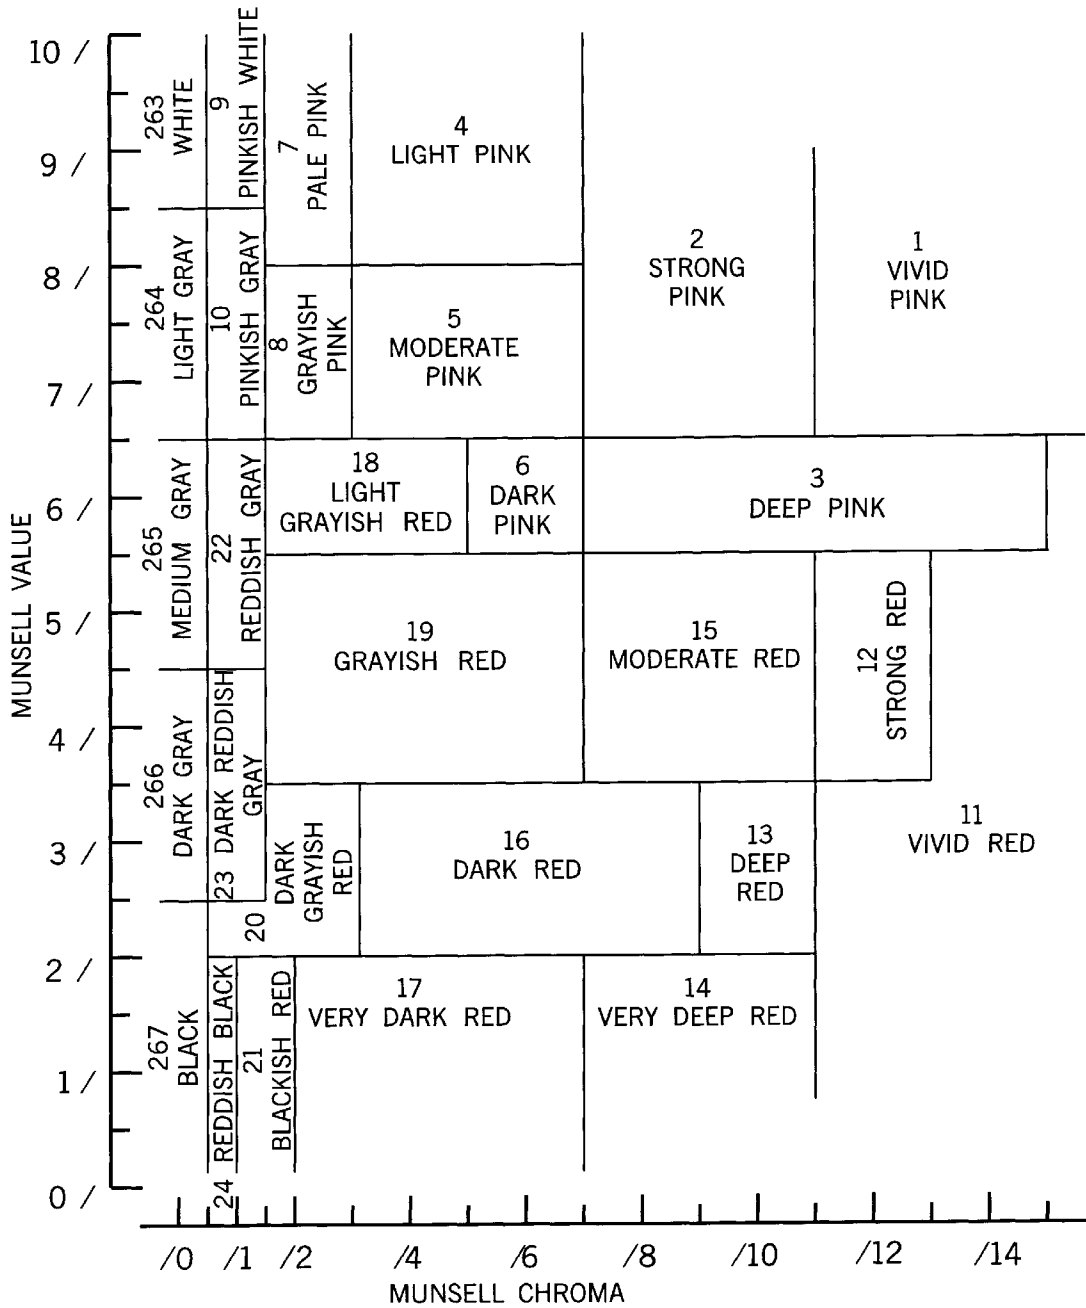 10 /
9 /
8 /
7 /
6 /
5 /
4 /
3 /
2 /
1 /
0 /
MUNSELL VALUE
263
WHITE
9
PINKISH WHITE
7
PALE PINK
4
LIGHT PINK
2
STRONG
PINK
1
VIVID
PINK
264
LIGHT GRAY
10
PINKISH GRAY
8
GRAYISH
PINK
5
MODERATE
PINK
265
MEDIUM GRAY
22
REDDISH GRAY
18
LIGHT
GRAYISH RED
6
DARK
PINK
3
DEEP PINK
19
GRAYISH RED
15
MODERATE RED
12
STRONG RED
266
DARK GRAY
23 DARK REDDISH
GRAY
20
DARK
GRAYISH
RED
16
DARK RED
13
DEEP
RED
11
VIVID RED
267
BLACK
24 REDDISH BLACK
21
BLACKISH RED
17
VERY DARK RED
14
VERY DEEP RED
/0 /1 /2 /4 /6 /8 /10 /12 /14
MUNSELL CHROMA